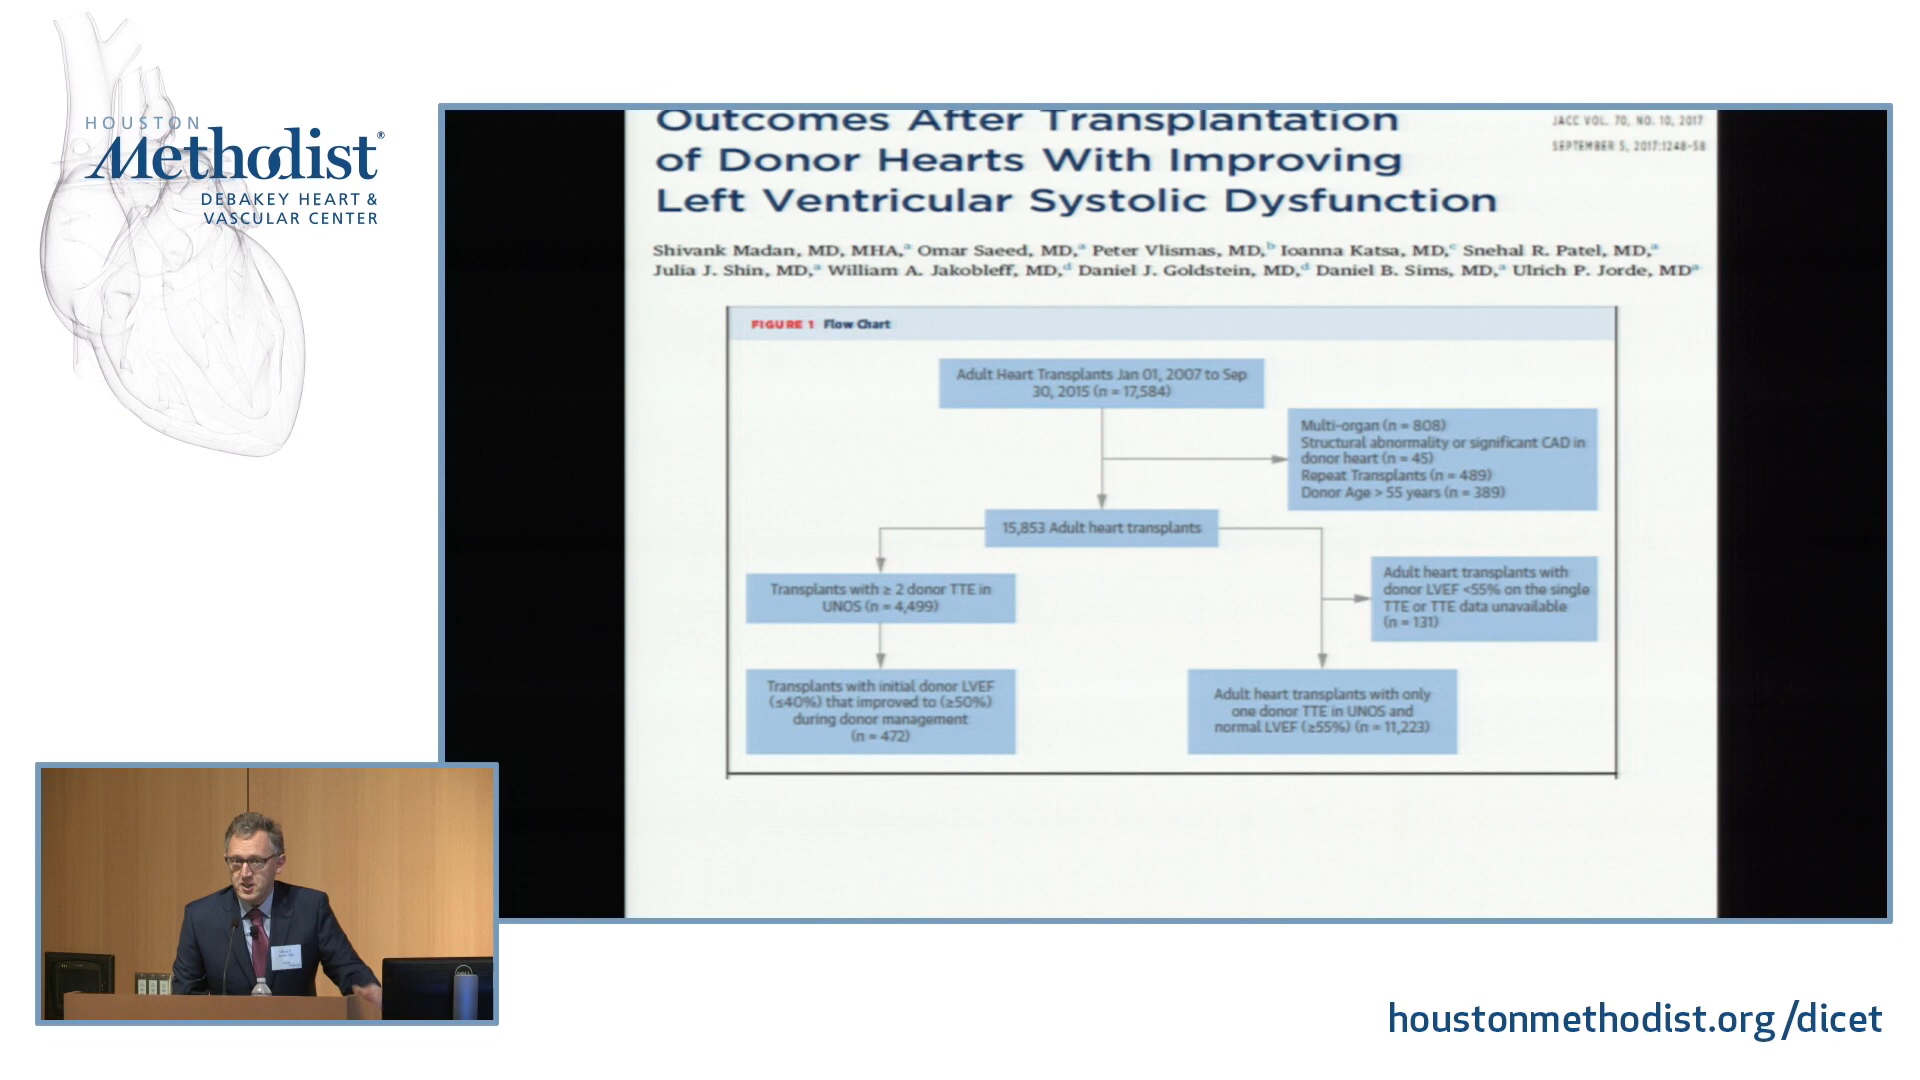 HOUSTON
Methodist®
DEBAKEY HEART &
VASCULAR CENTER
Outcomes After Transplantation
of Donor Hearts With Improving
Left Ventricular Systolic Dysfunction
JACC VOL. 70, NO. 10, 2017
SEPTEMBER 5, 2017:1248-58
Shivank Madan, MD, MHA,a Omar Saeed, MD,a Peter Vlismas, MD,b Ioanna Katsa, MD,c Snehal R. Patel, MD,a
Julia J. Shin, MD,a William A. Jakobleff, MD,d Daniel J. Goldstein, MD,d Daniel B. Sims, MD,a Ulrich P. Jorde, MDa
FIGURE 1 Flow Chart
Adult Heart Transplants Jan 01, 2007 to Sep
30, 2015 (n = 17,584)
Multi-organ (n = 808)
Structural abnormality or significant CAD in
donor heart (n = 45)
Repeat Transplants (n = 489)
Donor Age > 55 years (n = 389)
15,853 Adult heart transplants
Transplants with ≥ 2 donor TTE in
UNOS (n = 4,499)
Adult heart transplants with
donor LVEF <55% on the single
TTE or TTE data unavailable
(n = 131)
Transplants with initial donor LVEF
(≤40%) that improved to (≥50%)
during donor management
(n = 472)
Adult heart transplants with only
one donor TTE in UNOS and
normal LVEF (≥55%) (n = 11,223)
houstonmethodist.org/dicet